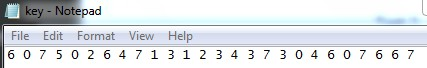 key - Notepad
File Edit Format View Help
6 0 7 5 0 2 6 4 7 1 3 1 2 3 4 3 7 3 0 4 6 0 7 6 6 7